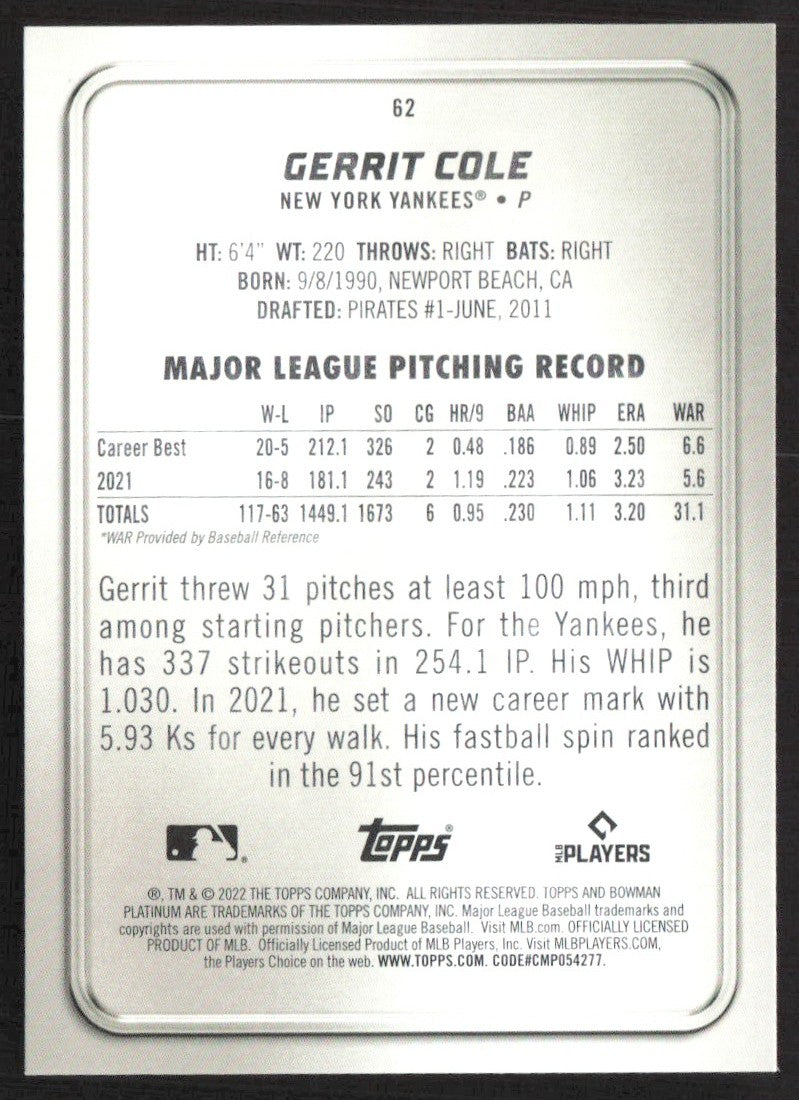 62
GERRIT COLE
NEW YORK YANKEES® • P
HT: 6'4" WT: 220 THROWS: RIGHT BATS: RIGHT
BORN: 9/8/1990, NEWPORT BEACH, CA
DRAFTED: PIRATES #1-JUNE, 2011
MAJOR LEAGUE PITCHING RECORD
W-L IP SO CG HR/9 BAA WHIP ERA WAR
Career Best 20-5 212.1 326 2 0.48 .186 0.89 2.50 6.6
2021 16-8 181.1 243 2 1.19 .223 1.06 3.23 5.6
TOTALS 117-63 1449.1 1673 6 0.95 .230 1.11 3.20 31.1
*WAR Provided by Baseball Reference
Gerrit threw 31 pitches at least 100 mph, third
among starting pitchers. For the Yankees, he
has 337 strikeouts in 254.1 IP. His WHIP is
1.030. In 2021, he set a new career mark with
5.93 Ks for every walk. His fastball spin ranked
in the 91st percentile.
® topps® MLB PLAYERS
®, TM & © 2022 THE TOPPS COMPANY, INC. ALL RIGHTS RESERVED. TOPPS AND BOWMAN
PLATINUM ARE TRADEMARKS OF THE TOPPS COMPANY, INC. Major League Baseball trademarks and
copyrights are used with permission of Major League Baseball. Visit MLB.com. OFFICIALLY LICENSED
PRODUCT OF MLB. Officially Licensed Product of MLB Players, Inc. Visit MLBPLAYERS.COM,
the Players Choice on the web. WWW.TOPPS.COM. CODE#CMP054277.